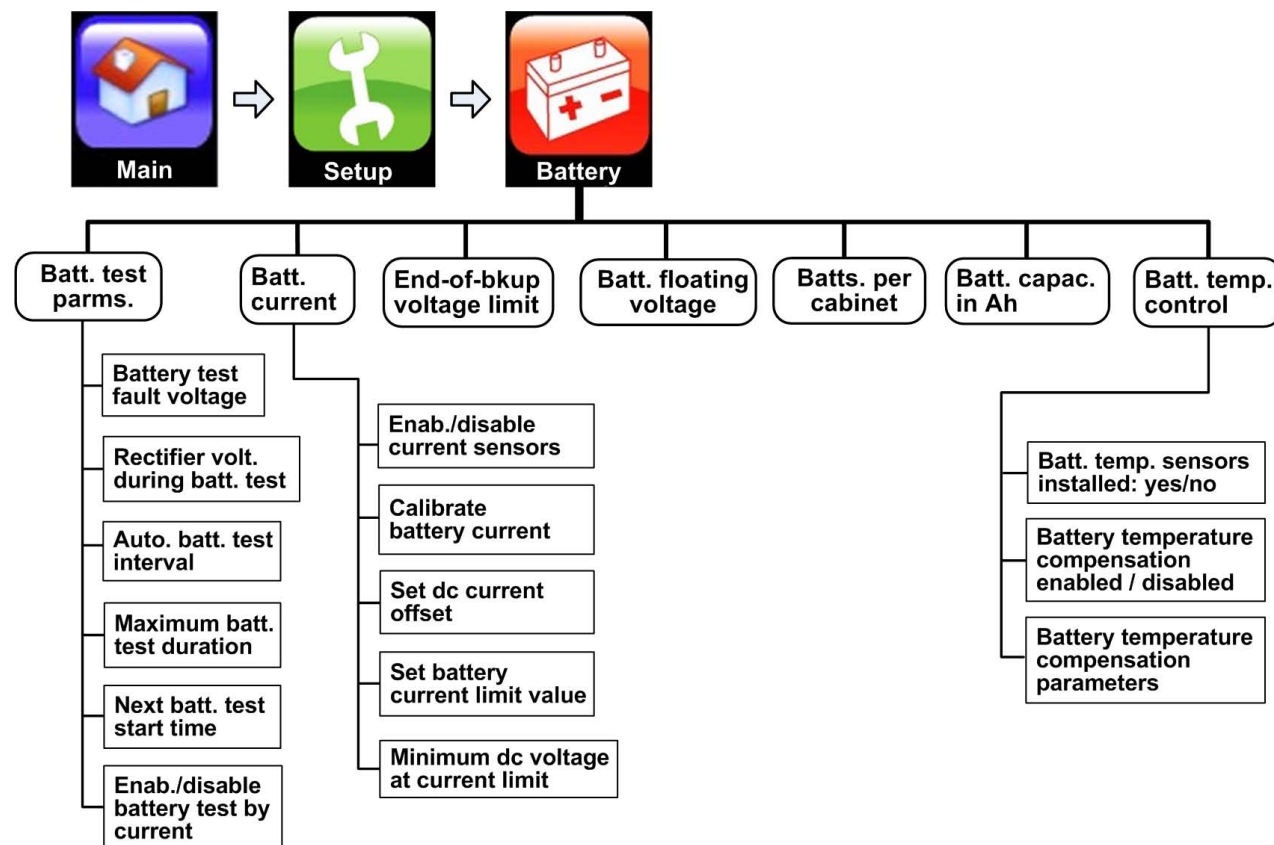 Main
Setup
Battery
Batt. test
parms.
Batt.
current
End-of-bkup
voltage limit
Batt. floating
voltage
Batts. per
cabinet
Batt. capac.
in Ah
Batt. temp.
control
Battery test
fault voltage
Rectifier volt.
during batt. test
Auto. batt. test
interval
Maximum batt.
test duration
Next batt. test
start time
Enab./disable
battery test by
current
Enab./disable
current sensors
Calibrate
battery current
Set dc current
offset
Set battery
current limit value
Minimum dc voltage
at current limit
Batt. temp. sensors
installed: yes/no
Battery temperature
compensation
enabled / disabled
Battery temperature
compensation
parameters